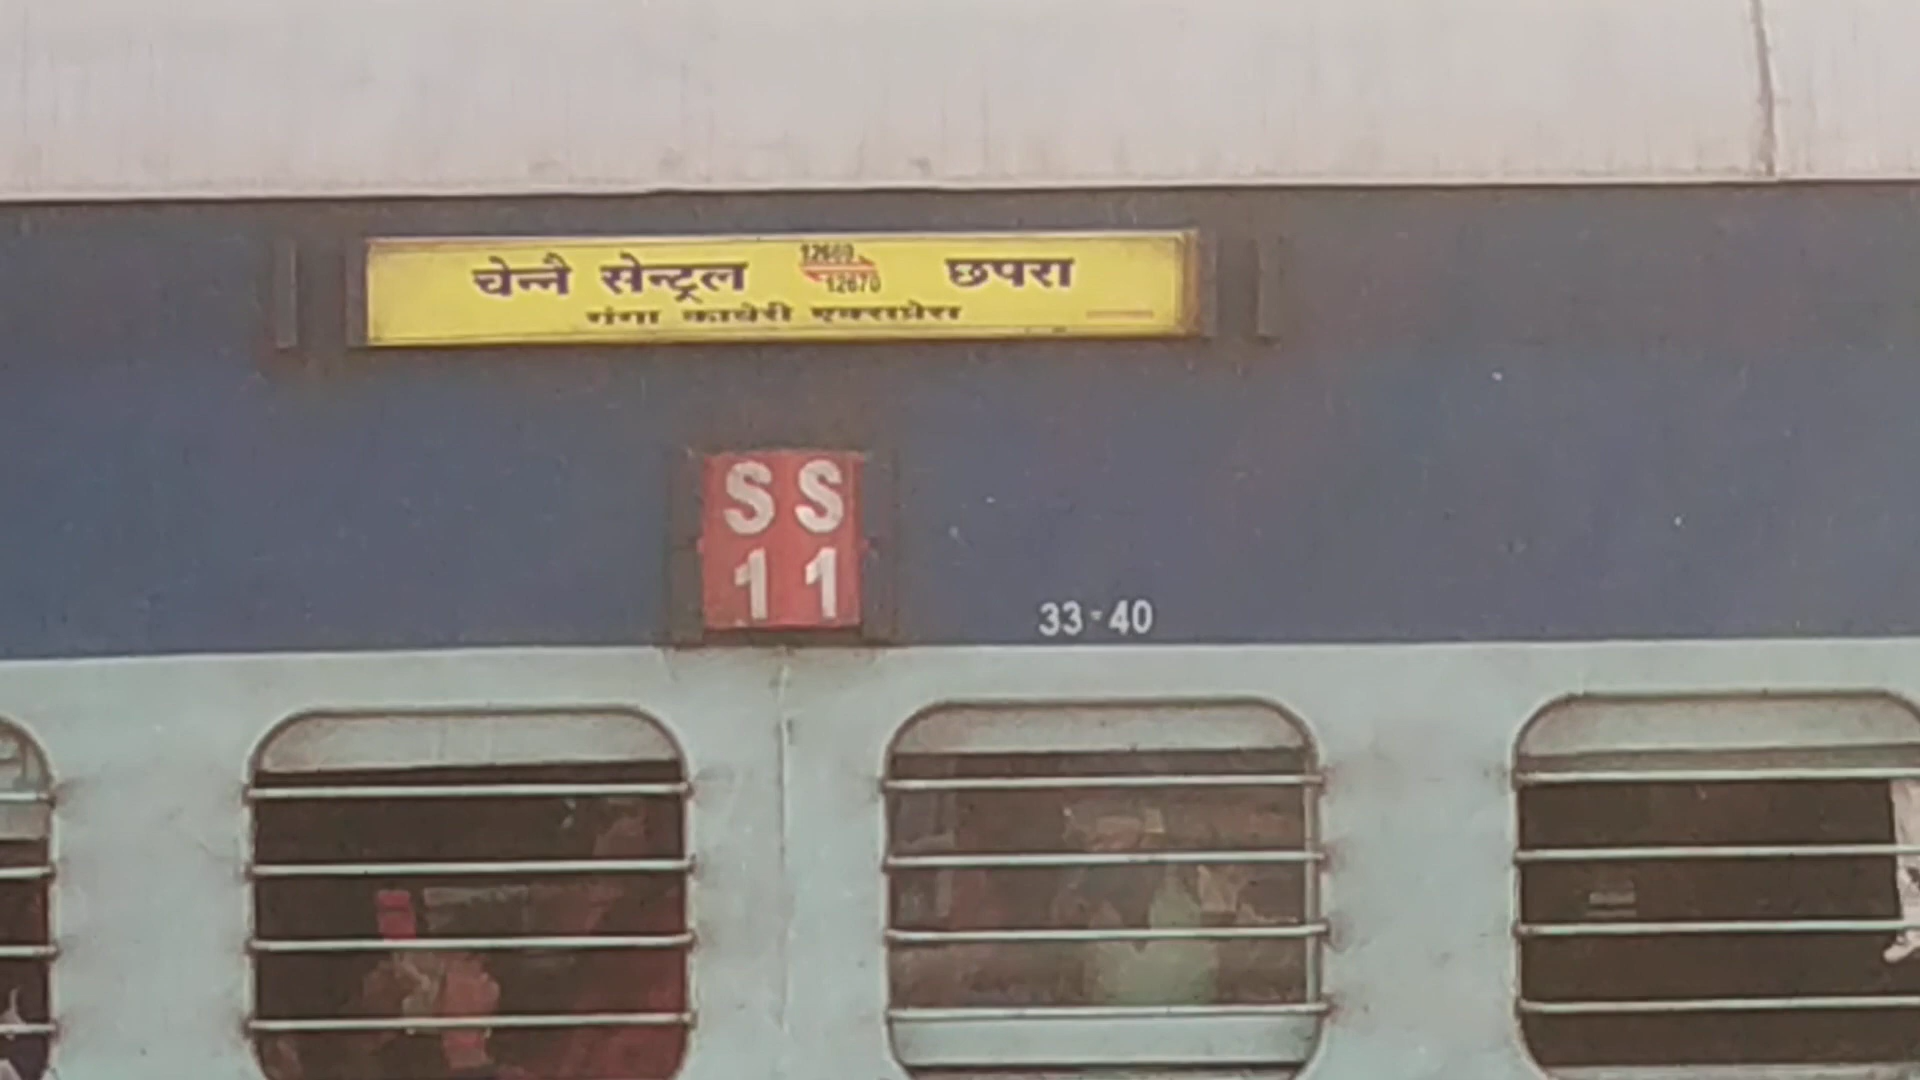 चेन्नै सेन्ट्रल 12669 छपरा
12670
गंगा कावेरी एक्सप्रेस
SS
11
33-40